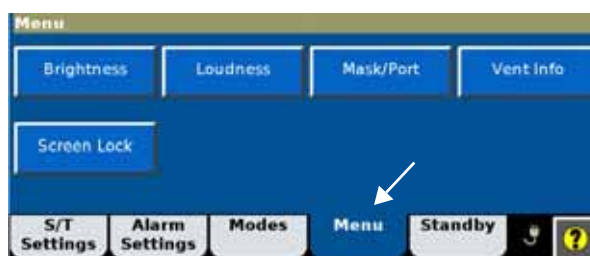 Menu
Brightness Loudness Mask/Port Vent Info
Screen Lock
S/T Alarm Modes Menu Standby ?
Settings Settings